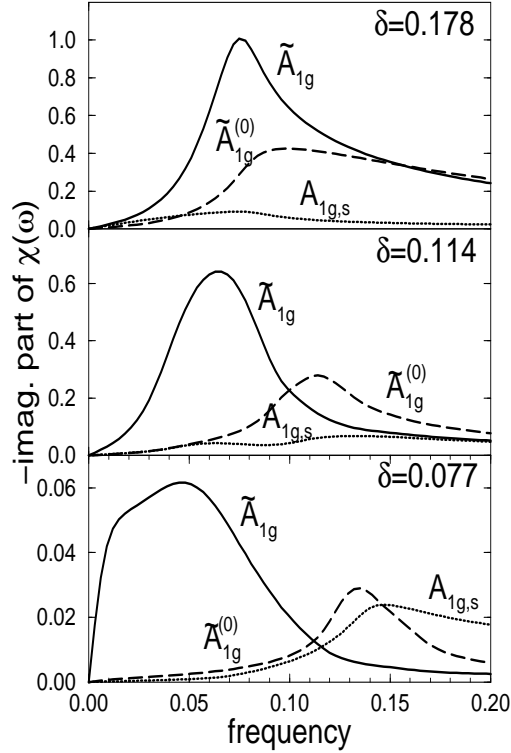 δ=0.178
1.0
Ã1g
0.8
0.6
Ã1g(0)
0.4
A1g,s
0.2
0.0
−imag. part of χ(ω)
δ=0.114
0.6
Ã1g
0.4
Ã1g(0)
0.2
A1g,s
0.0
δ=0.077
0.06
Ã1g
0.04
A1g,s
0.02
Ã1g(0)
0.00
0.00 0.05 0.10 0.15 0.20
frequency